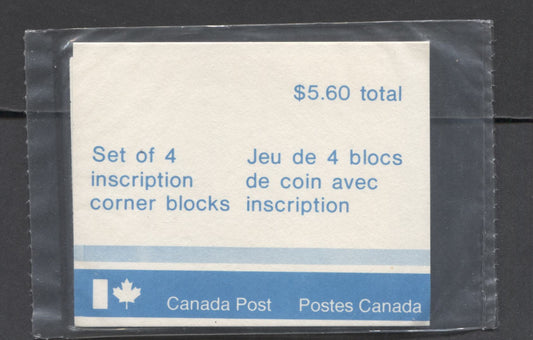 $5.60 total
Set of 4
inscription
corner blocks
Jeu de 4 blocs
de coin avec
inscription
Canada Post
Postes Canada